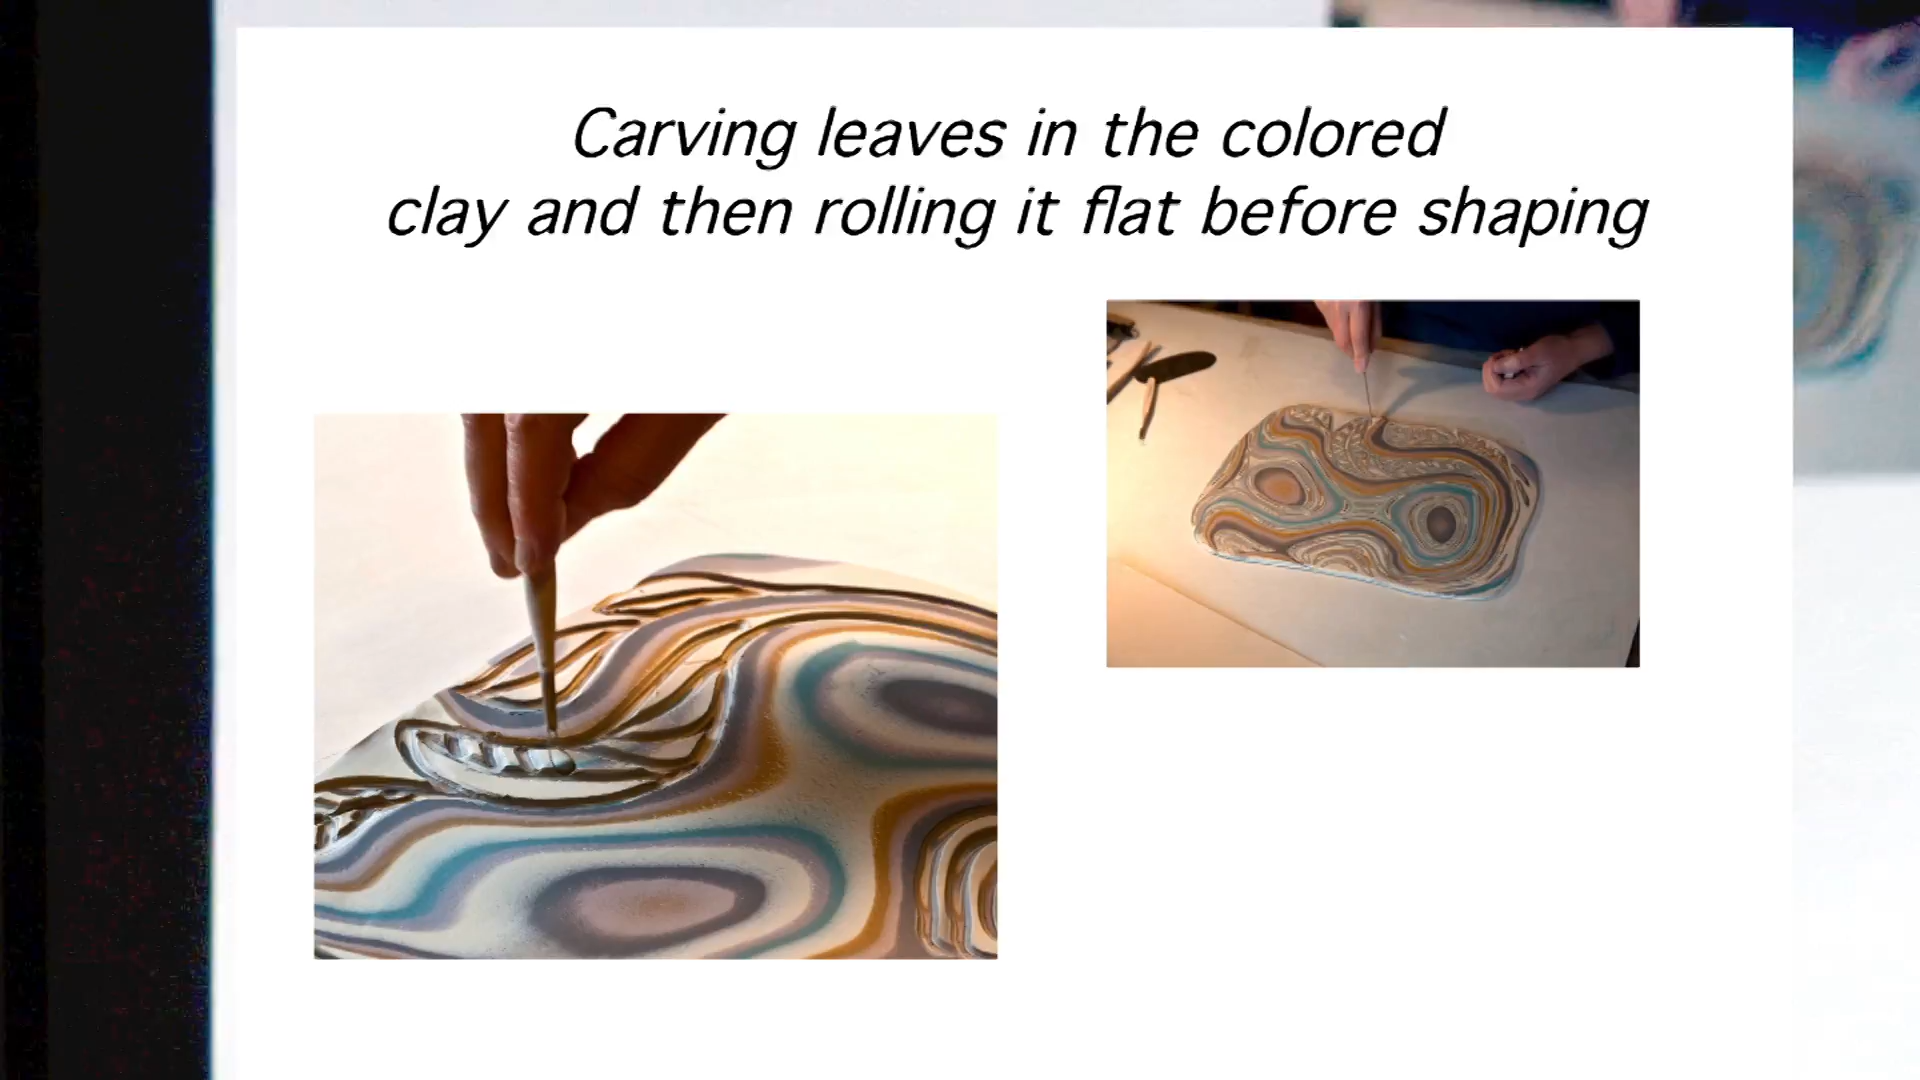 Carving leaves in the colored
clay and then rolling it flat before shaping